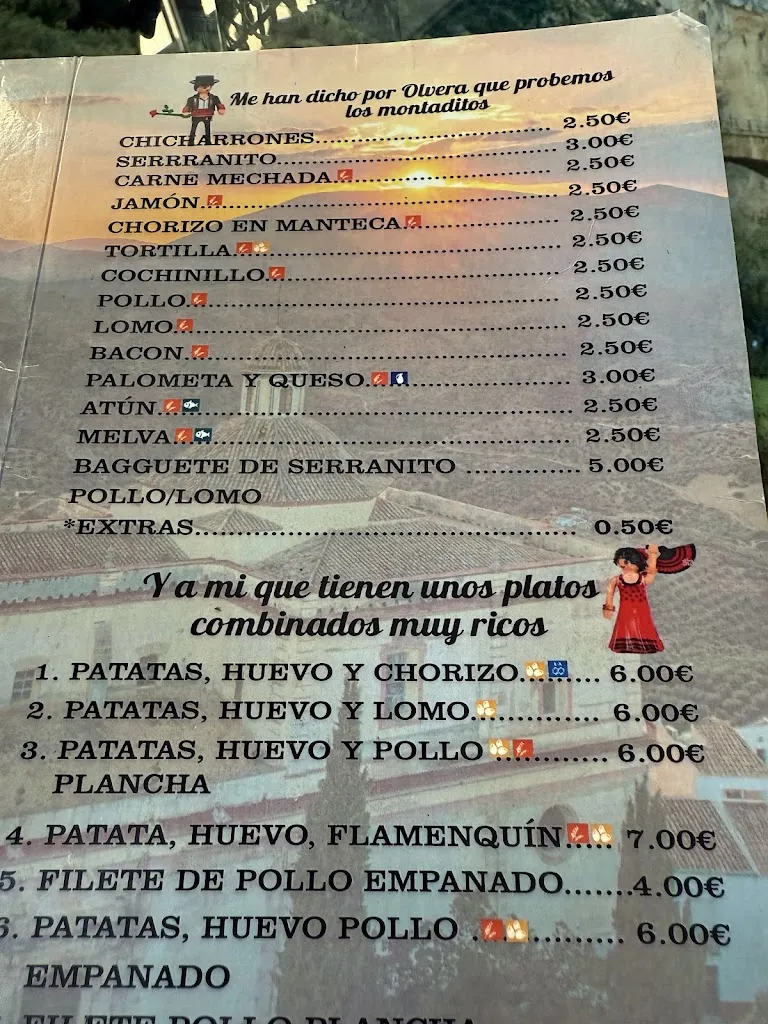 Me han dicho por Olvera que probemos
los montaditos
CHICHARRONES............................ 2.50€
SERRRANITO............................ 3.00€
CARNE MECHADA............................ 2.50€
JAMÓN............................ 2.50€
CHORIZO EN MANTECA............................ 2.50€
TORTILLA............................ 2.50€
COCHINILLO............................ 2.50€
POLLO............................ 2.50€
LOMO............................ 2.50€
BACON............................ 2.50€
PALOMETA Y QUESO............................ 3.00€
ATÚN............................ 2.50€
MELVA............................ 2.50€
BAGGUETE DE SERRANITO ............. 5.00€
POLLO/LOMO
*EXTRAS............................ 0.50€
Y a mi que tienen unos platos
combinados muy ricos
1. PATATAS, HUEVO Y CHORIZO......... 6.00€
2. PATATAS, HUEVO Y LOMO............ 6.00€
3. PATATAS, HUEVO Y POLLO ............ 6.00€
PLANCHA
4. PATATA, HUEVO, FLAMENQUÍN..... 7.00€
5. FILETE DE POLLO EMPANADO.......4.00€
6. PATATAS, HUEVO POLLO ............ 6.00€
EMPANADO
FILETE POLLO PLANCHA